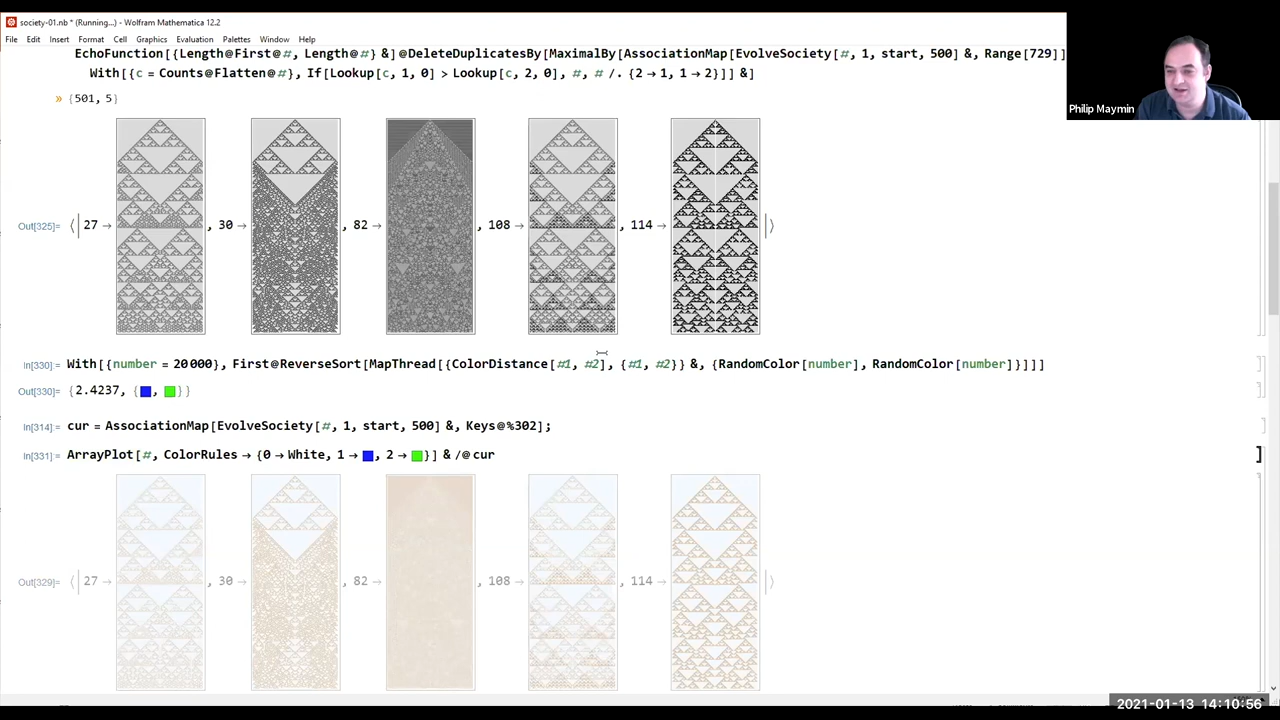 society-01.nb * (Running...) - Wolfram Mathematica 12.2
File Edit Insert Format Cell Graphics Evaluation Palettes Window Help
EchoFunction[{Length@First@#, Length@#} &]@DeleteDuplicatesBy[MaximalBy[AssociationMap[EvolveSociety[#, 1, start, 500] &, Range[729]]
With[{c = Counts@Flatten@#}, If[Lookup[c, 1, 0] > Lookup[c, 2, 0], #, # /. {2→1, 1→2}]] &]
» {501, 5}
Philip Maymin
Out[325]= ⟨| 27 → , 30 → , 82 → , 108 → , 114 → |⟩
In[330]:= With[{number = 20000}, First@ReverseSort[MapThread[{ColorDistance[#1, #2], {#1, #2}} &, {RandomColor[number], RandomColor[number]}]]]
Out[330]= {2.4237, { , }}
In[314]:= cur = AssociationMap[EvolveSociety[#, 1, start, 500] &, Keys@%302];
In[331]:= ArrayPlot[#, ColorRules → {0 → White, 1 → , 2 → }] & /@ cur
Out[329]= ⟨| 27 → , 30 → , 82 → , 108 → , 114 → |⟩
2021-01-13 14:10:56